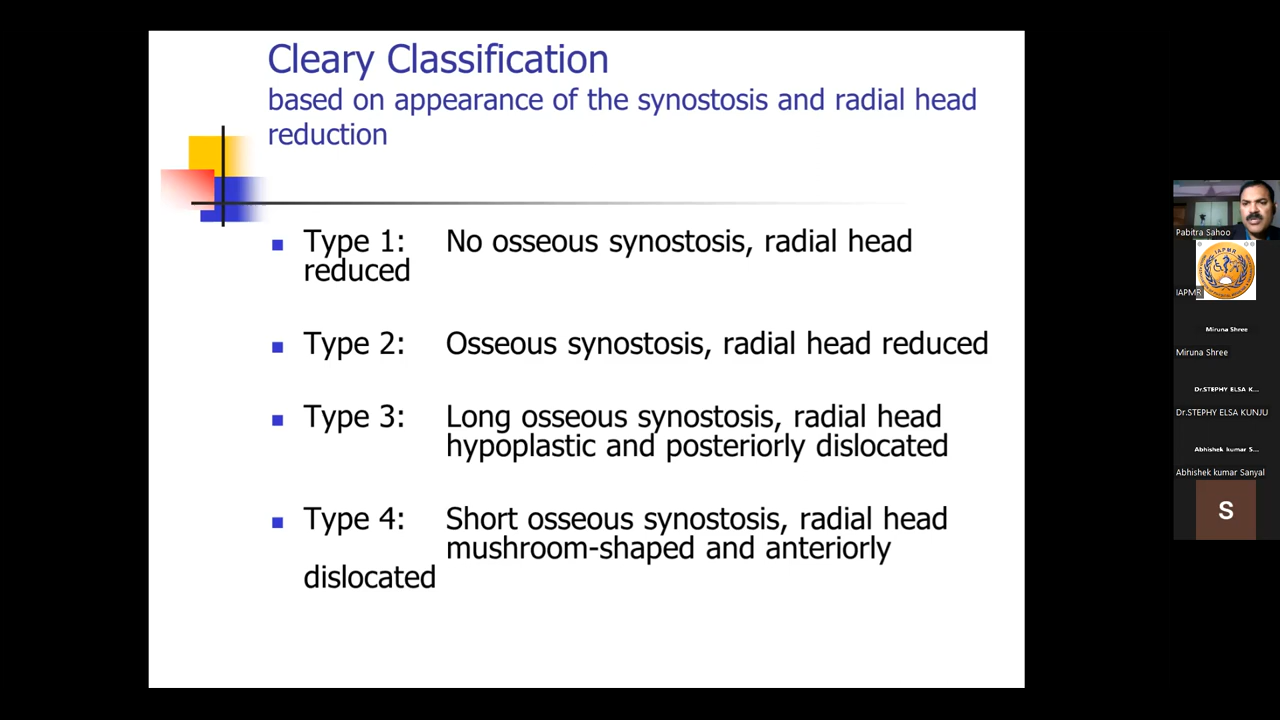 Cleary Classification
based on appearance of the synostosis and radial head
reduction
Type 1: No osseous synostosis, radial head
reduced
Type 2: Osseous synostosis, radial head reduced
Type 3: Long osseous synostosis, radial head
hypoplastic and posteriorly dislocated
Type 4: Short osseous synostosis, radial head
mushroom-shaped and anteriorly
dislocated
Pabitra Sahoo
IAPMR
IAPMR
Miruna Shree
Miruna Shree
Dr.STEPHY ELSA K...
Dr.STEPHY ELSA KUNJU
Abhishek kumar S...
Abhishek kumar Sanyal
S